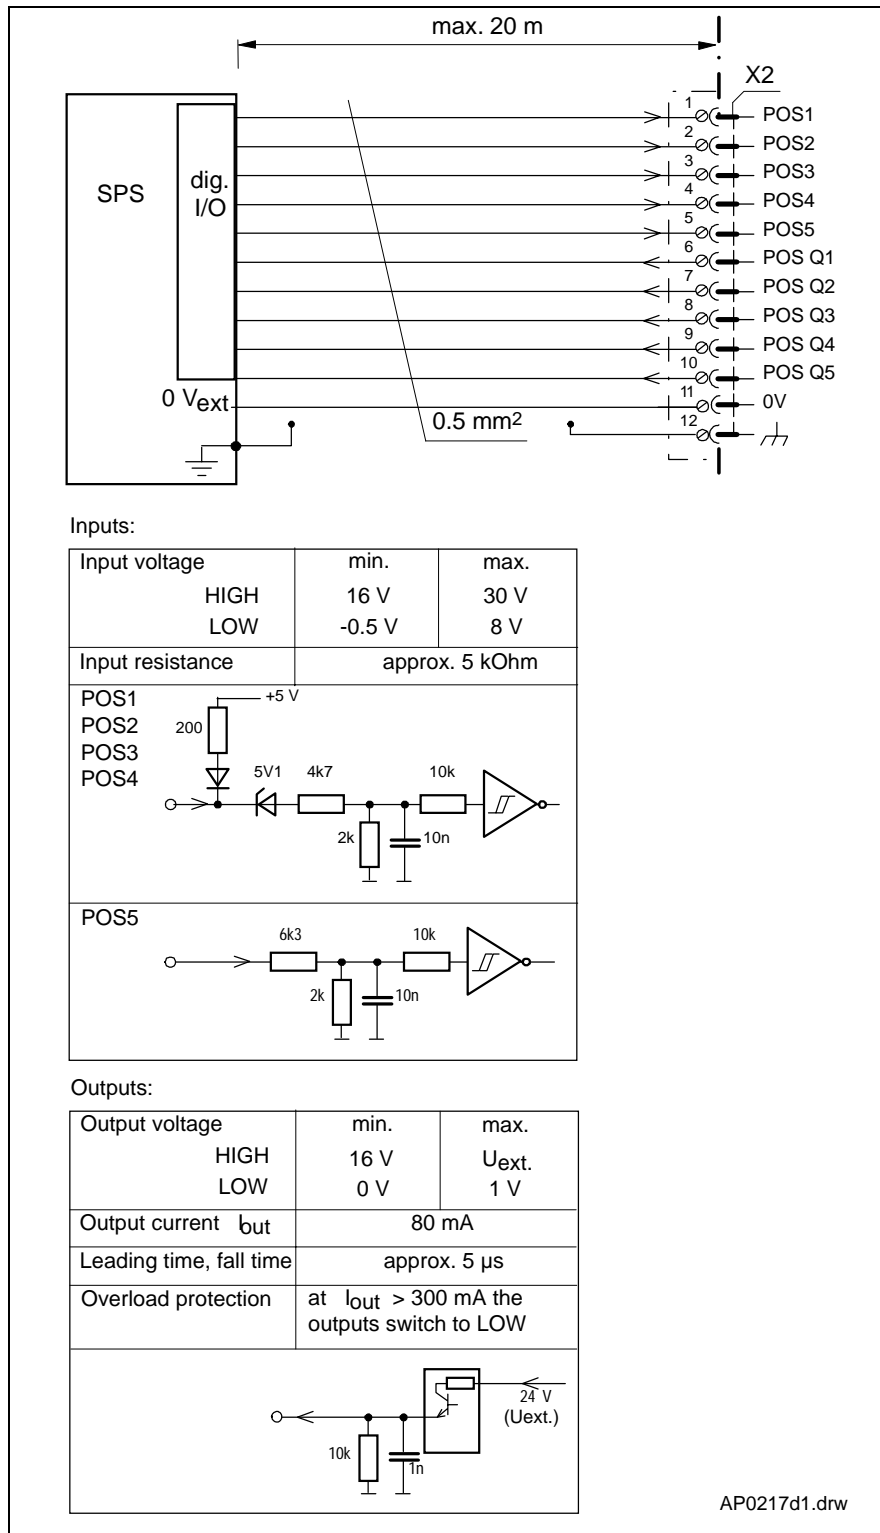 max. 20 m
X2
SPS
dig.
I/O
1 POS1
2 POS2
3 POS3
4 POS4
5 POS5
6 POS Q1
7 POS Q2
8 POS Q3
9 POS Q4
10 POS Q5
0 Vext 11 0V
0.5 mm2 12
Inputs:
Input voltage min. max.
HIGH 16 V 30 V
LOW -0.5 V 8 V
Input resistance approx. 5 kOhm
POS1 +5 V
POS2 200
POS3
POS4 5V1 4k7 10k
2k 10n
POS5
6k3 10k
2k 10n
Outputs:
Output voltage min. max.
HIGH 16 V Uext.
LOW 0 V 1 V
Output current Iout 80 mA
Leading time, fall time approx. 5 µs
Overload protection at Iout > 300 mA the
outputs switch to LOW
24 V
(Uext.)
10k 1n
AP0217d1.drw